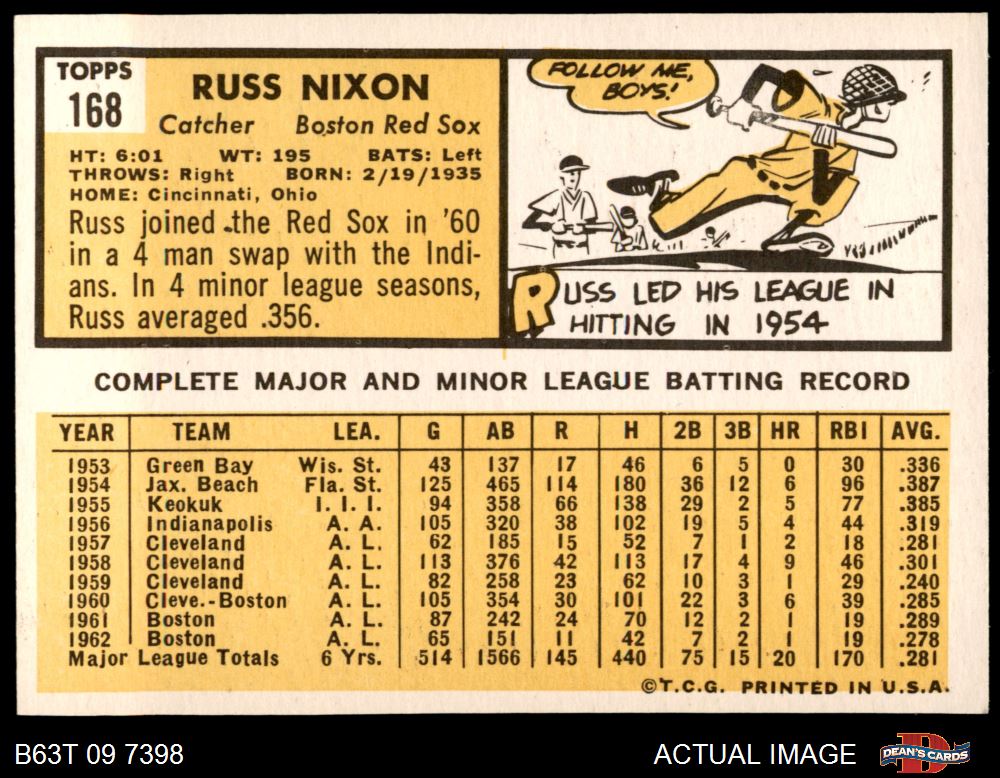 TOPPS
168
RUSS NIXON
Catcher Boston Red Sox
HT: 6:01 WT: 195 BATS: Left
THROWS: Right BORN: 2/19/1935
HOME: Cincinnati, Ohio
Russ joined the Red Sox in '60
in a 4 man swap with the Indi-
ans. In 4 minor league seasons,
Russ averaged .356.
FOLLOW ME,
BOYS!
RUSS LED HIS LEAGUE IN
HITTING IN 1954
COMPLETE MAJOR AND MINOR LEAGUE BATTING RECORD
YEAR TEAM LEA. G AB R H 2B 3B HR RBI AVG.
1953 Green Bay Wis. St. 43 137 17 46 6 5 0 30 .336
1954 Jax. Beach Fla. St. 125 465 114 180 36 12 6 96 .387
1955 Keokuk I. I. I. 94 358 66 138 29 2 5 77 .385
1956 Indianapolis A. A. 105 320 38 102 19 5 4 44 .319
1957 Cleveland A. L. 62 185 15 52 7 1 2 18 .281
1958 Cleveland A. L. 113 376 42 113 17 4 9 46 .301
1959 Cleveland A. L. 82 258 23 62 10 3 1 29 .240
1960 Cleve.-Boston A. L. 105 354 30 101 22 3 6 39 .285
1961 Boston A. L. 87 242 24 70 12 2 1 19 .289
1962 Boston A. L. 65 151 11 42 7 2 1 19 .278
Major League Totals 6 Yrs. 514 1566 145 440 75 15 20 170 .281
©T.C.G. PRINTED IN U.S.A.
B63T 09 7398
ACTUAL IMAGE
DEAN'S CARDS